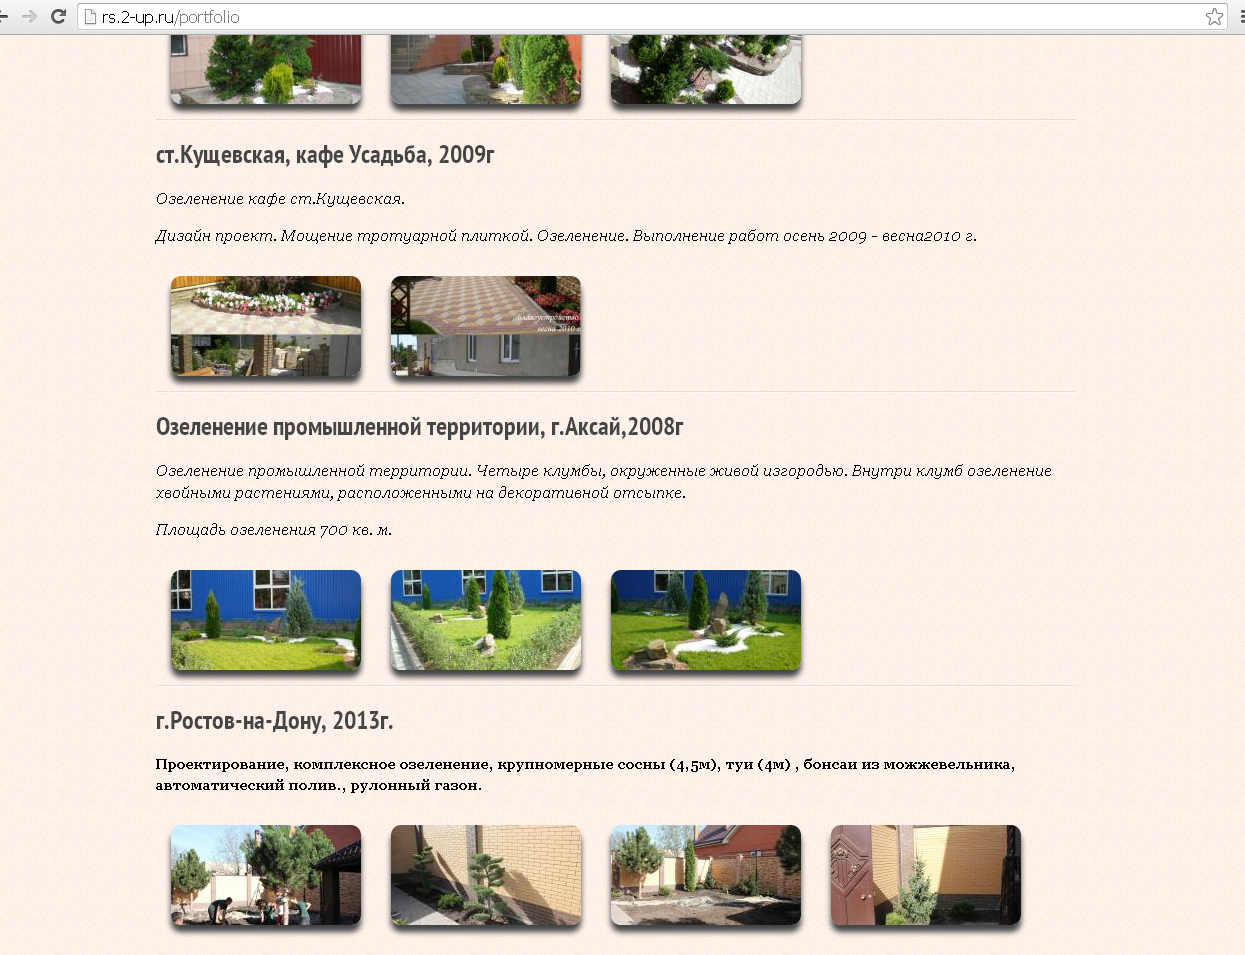 rs.2-up.ru/portfolio
ст.Кущевская, кафе Усадьба, 2009г
Озеленение кафе ст.Кущевская.
Дизайн проект. Мощение тротуарной плиткой. Озеленение. Выполнение работ осень 2009 - весна2010 г.
Благоустройство.
весна 2010 г.
Озеленение промышленной территории, г.Аксай,2008г
Озеленение промышленной территории. Четыре клумбы, окруженные живой изгородью. Внутри клумб озеленение
хвойными растениями, расположенными на декоративной отсыпке.
Площадь озеленения 700 кв. м.
г.Ростов-на-Дону, 2013г.
Проектирование, комплексное озеленение, крупномерные сосны (4,5м), туи (4м) , бонсаи из можжевельника,
автоматический полив., рулонный газон.